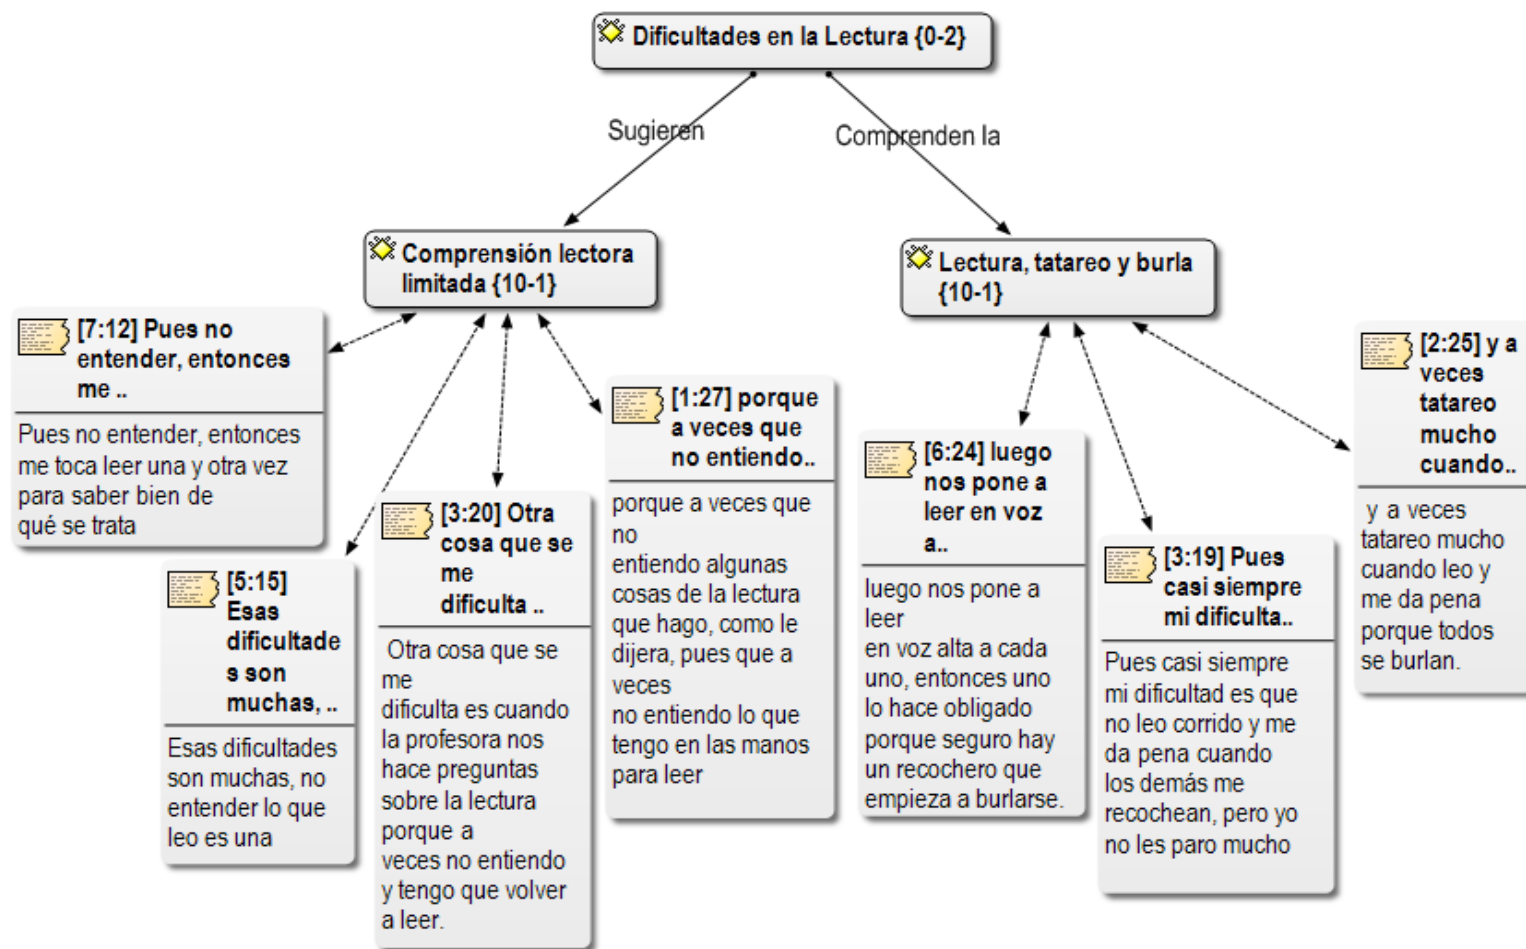 Dificultades en la Lectura {0-2}
Sugieren
Comprenden la
Comprensión lectora
limitada {10-1}
Lectura, tatareo y burla
{10-1}
[7:12] Pues no
entender, entonces
me ..
Pues no entender, entonces
me toca leer una y otra vez
para saber bien de
qué se trata
[5:15]
Esas
dificultade
s son
muchas, ..
Esas dificultades
son muchas, no
entender lo que
leo es una
[3:20] Otra
cosa que se
me
dificulta ..
Otra cosa que se
me
dificulta es cuando
la profesora nos
hace preguntas
sobre la lectura
porque a
veces no entiendo
y tengo que volver
a leer.
[1:27] porque
a veces que
no entiendo..
porque a veces que
no
entiendo algunas
cosas de la lectura
que hago, como le
dijera, pues que a
veces
no entiendo lo que
tengo en las manos
para leer
[6:24] luego
nos pone a
leer en voz
a..
luego nos pone a
leer
en voz alta a cada
uno, entonces uno
lo hace obligado
porque seguro hay
un recochero que
empieza a burlarse.
[3:19] Pues
casi siempre
mi dificulta..
Pues casi siempre
mi dificultad es que
no leo corrido y me
da pena cuando
los demás me
recochean, pero yo
no les paro mucho
[2:25] y a
veces
tatareo
mucho
cuando..
y a veces
tatareo mucho
cuando leo y
me da pena
porque todos
se burlan.